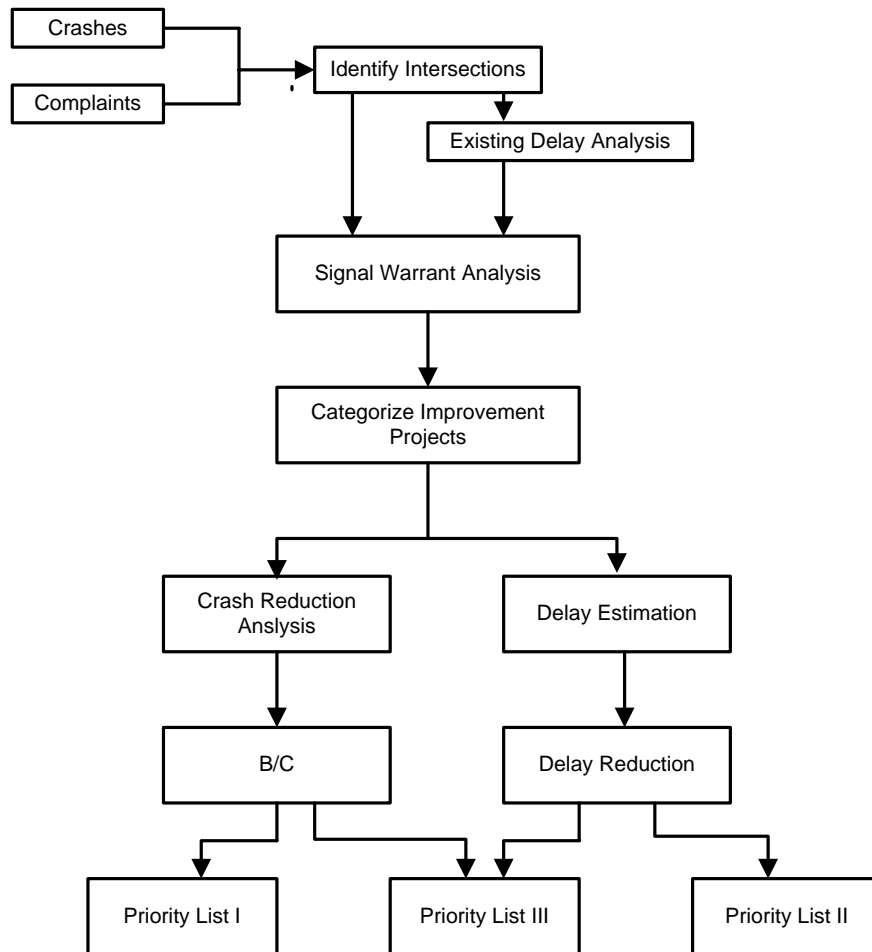 Crashes
Complaints
Identify Intersections
Existing Delay Analysis
Signal Warrant Analysis
Categorize Improvement
Projects
Crash Reduction
Anslysis
Delay Estimation
B/C
Delay Reduction
Priority List I
Priority List III
Priority List II